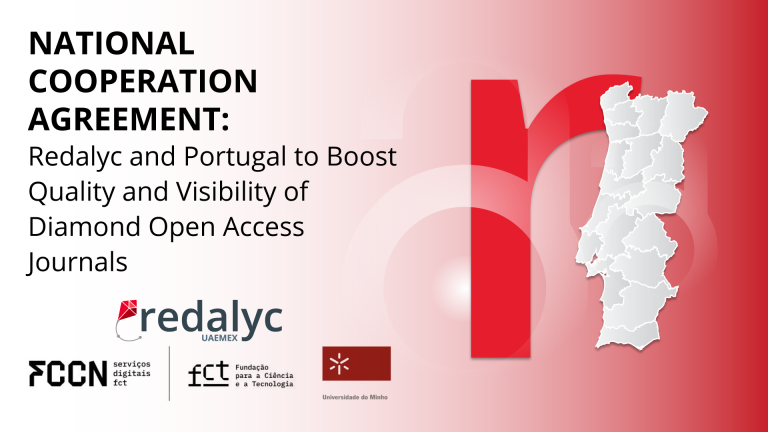 NATIONAL
COOPERATION
AGREEMENT:
Redalyc and Portugal to Boost
Quality and Visibility of
Diamond Open Access
Journals
redalyc
UAEMEX
FCCN serviços
digitais
fct
fct Fundação
para a Ciência
e a Tecnologia
Universidade do Minho